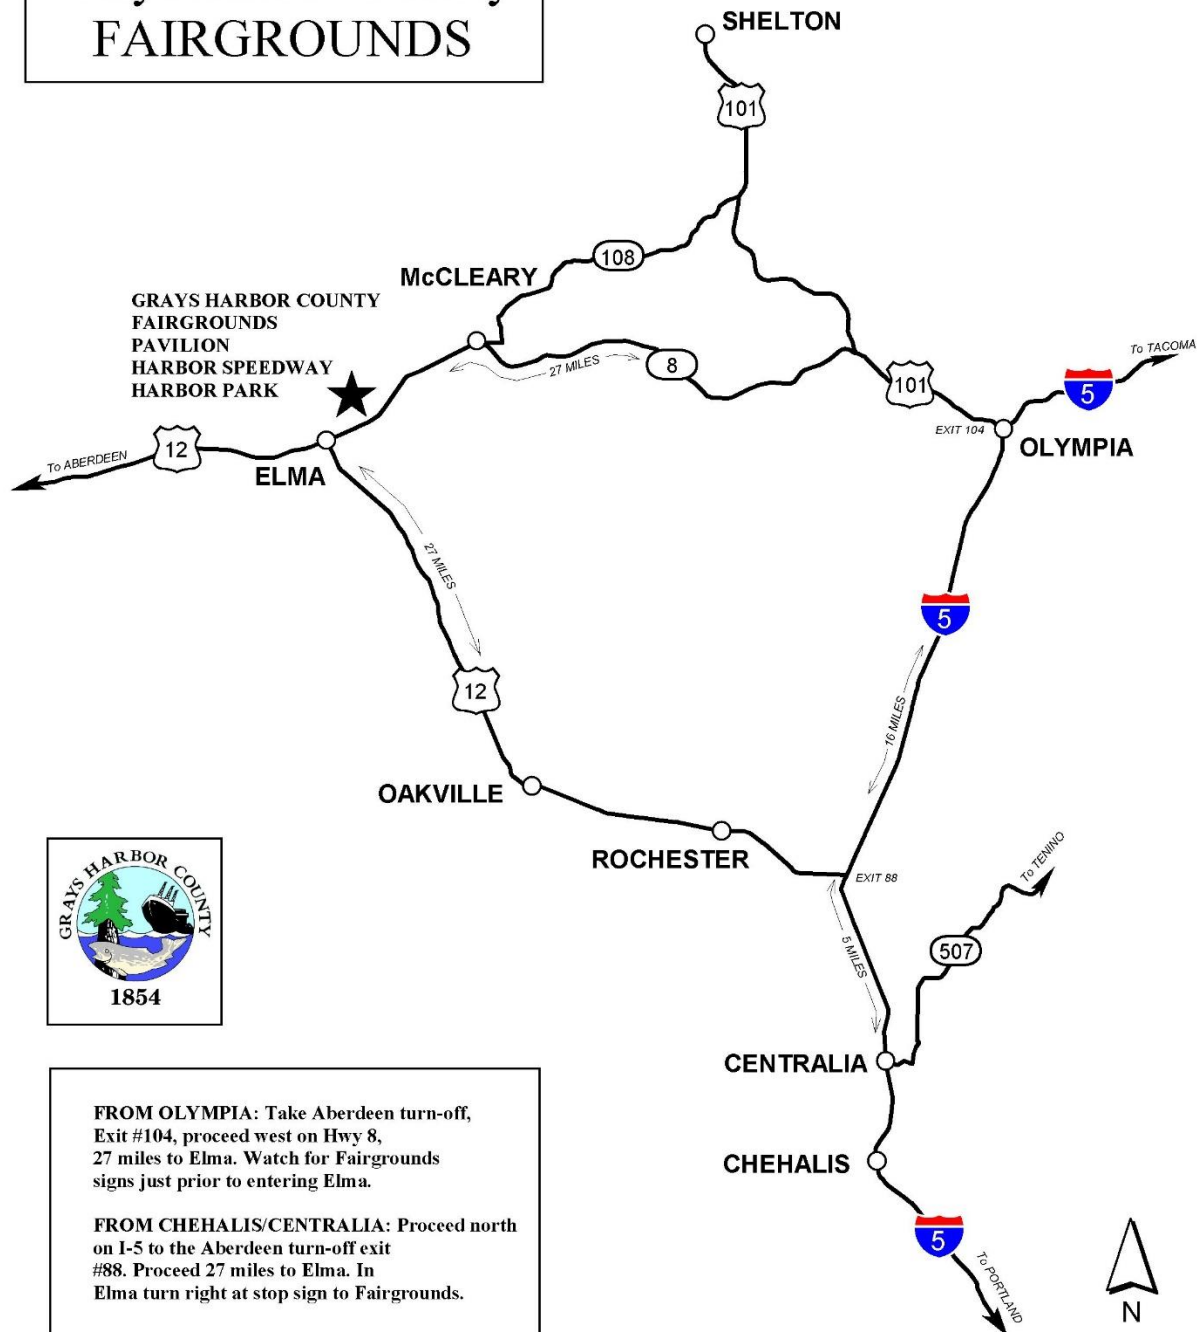 FAIRGROUNDS
SHELTON
101
108
McCLEARY
GRAYS HARBOR COUNTY
FAIRGROUNDS
PAVILION
HARBOR SPEEDWAY
HARBOR PARK
27 MILES
8
To TACOMA
5
101
EXIT 104
OLYMPIA
To ABERDEEN
12
ELMA
27 MILES
5
12
16 MILES
OAKVILLE
ROCHESTER
EXIT 88
To TENINO
5 MILES
507
GRAYS HARBOR COUNTY
1854
CENTRALIA
CHEHALIS
5
To PORTLAND
N
FROM OLYMPIA: Take Aberdeen turn-off,
Exit #104, proceed west on Hwy 8,
27 miles to Elma. Watch for Fairgrounds
signs just prior to entering Elma.
FROM CHEHALIS/CENTRALIA: Proceed north
on I-5 to the Aberdeen turn-off exit
#88. Proceed 27 miles to Elma. In
Elma turn right at stop sign to Fairgrounds.